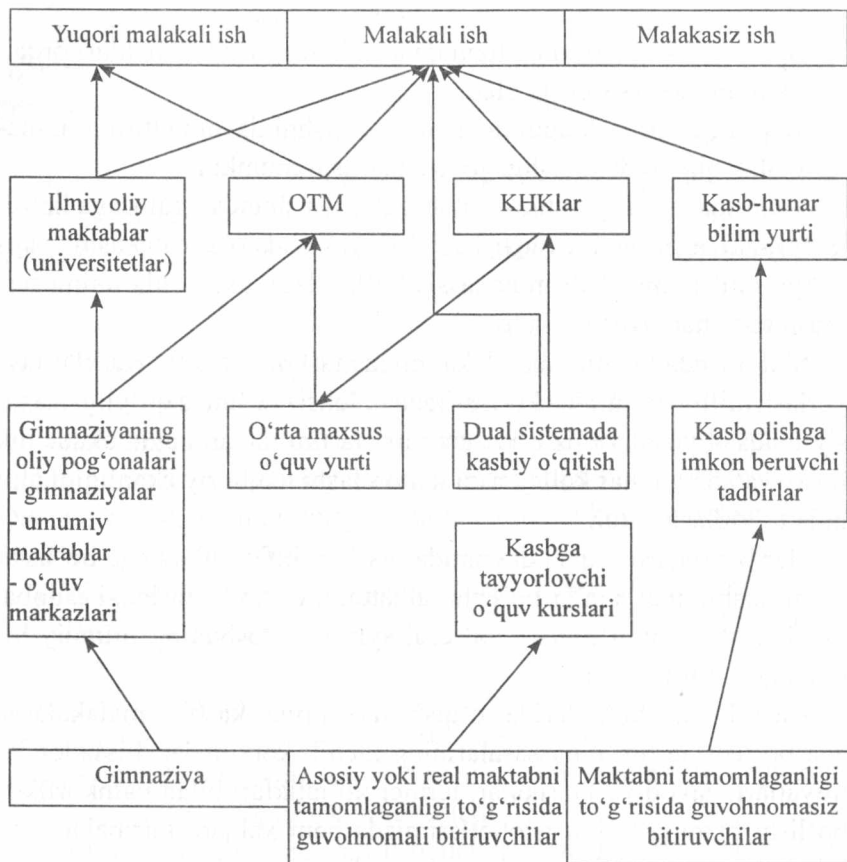 Yuqori malakali ish
Malakali ish
Malakasiz ish
Ilmiy oliy
maktablar
(universitetlar)
OTM
KHKlar
Kasb-hunar
bilim yurti
Gimnaziyaning
oliy pog‘onalari
- gimnaziyalar
- umumiy
maktablar
- o‘quv
markazlari
O‘rta maxsus
o‘quv yurti
Dual sistemada
kasbiy o‘qitish
Kasb olishga
imkon beruvchi
tadbirlar
Kasbga
tayyorlovchi
o‘quv kurslari
Gimnaziya
Asosiy yoki real maktabni
tamomlaganligi to‘g‘risida
guvohnomali bitiruvchilar
Maktabni tamomlaganligi
to‘g‘risida guvohnomasiz
bitiruvchilar